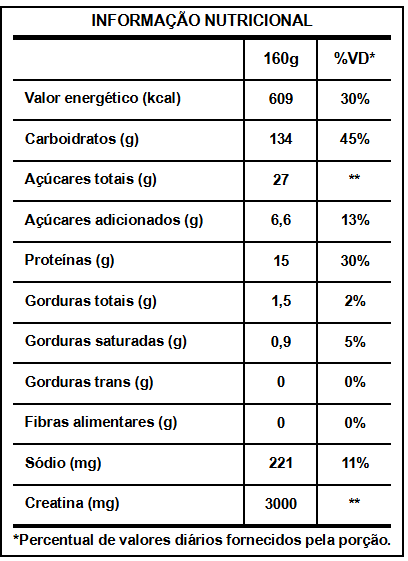 INFORMAÇÃO NUTRICIONAL
160g %VD*
Valor energético (kcal) 609 30%
Carboidratos (g) 134 45%
Açúcares totais (g) 27 **
Açúcares adicionados (g) 6,6 13%
Proteínas (g) 15 30%
Gorduras totais (g) 1,5 2%
Gorduras saturadas (g) 0,9 5%
Gorduras trans (g) 0 0%
Fibras alimentares (g) 0 0%
Sódio (mg) 221 11%
Creatina (mg) 3000 **
*Percentual de valores diários fornecidos pela porção.